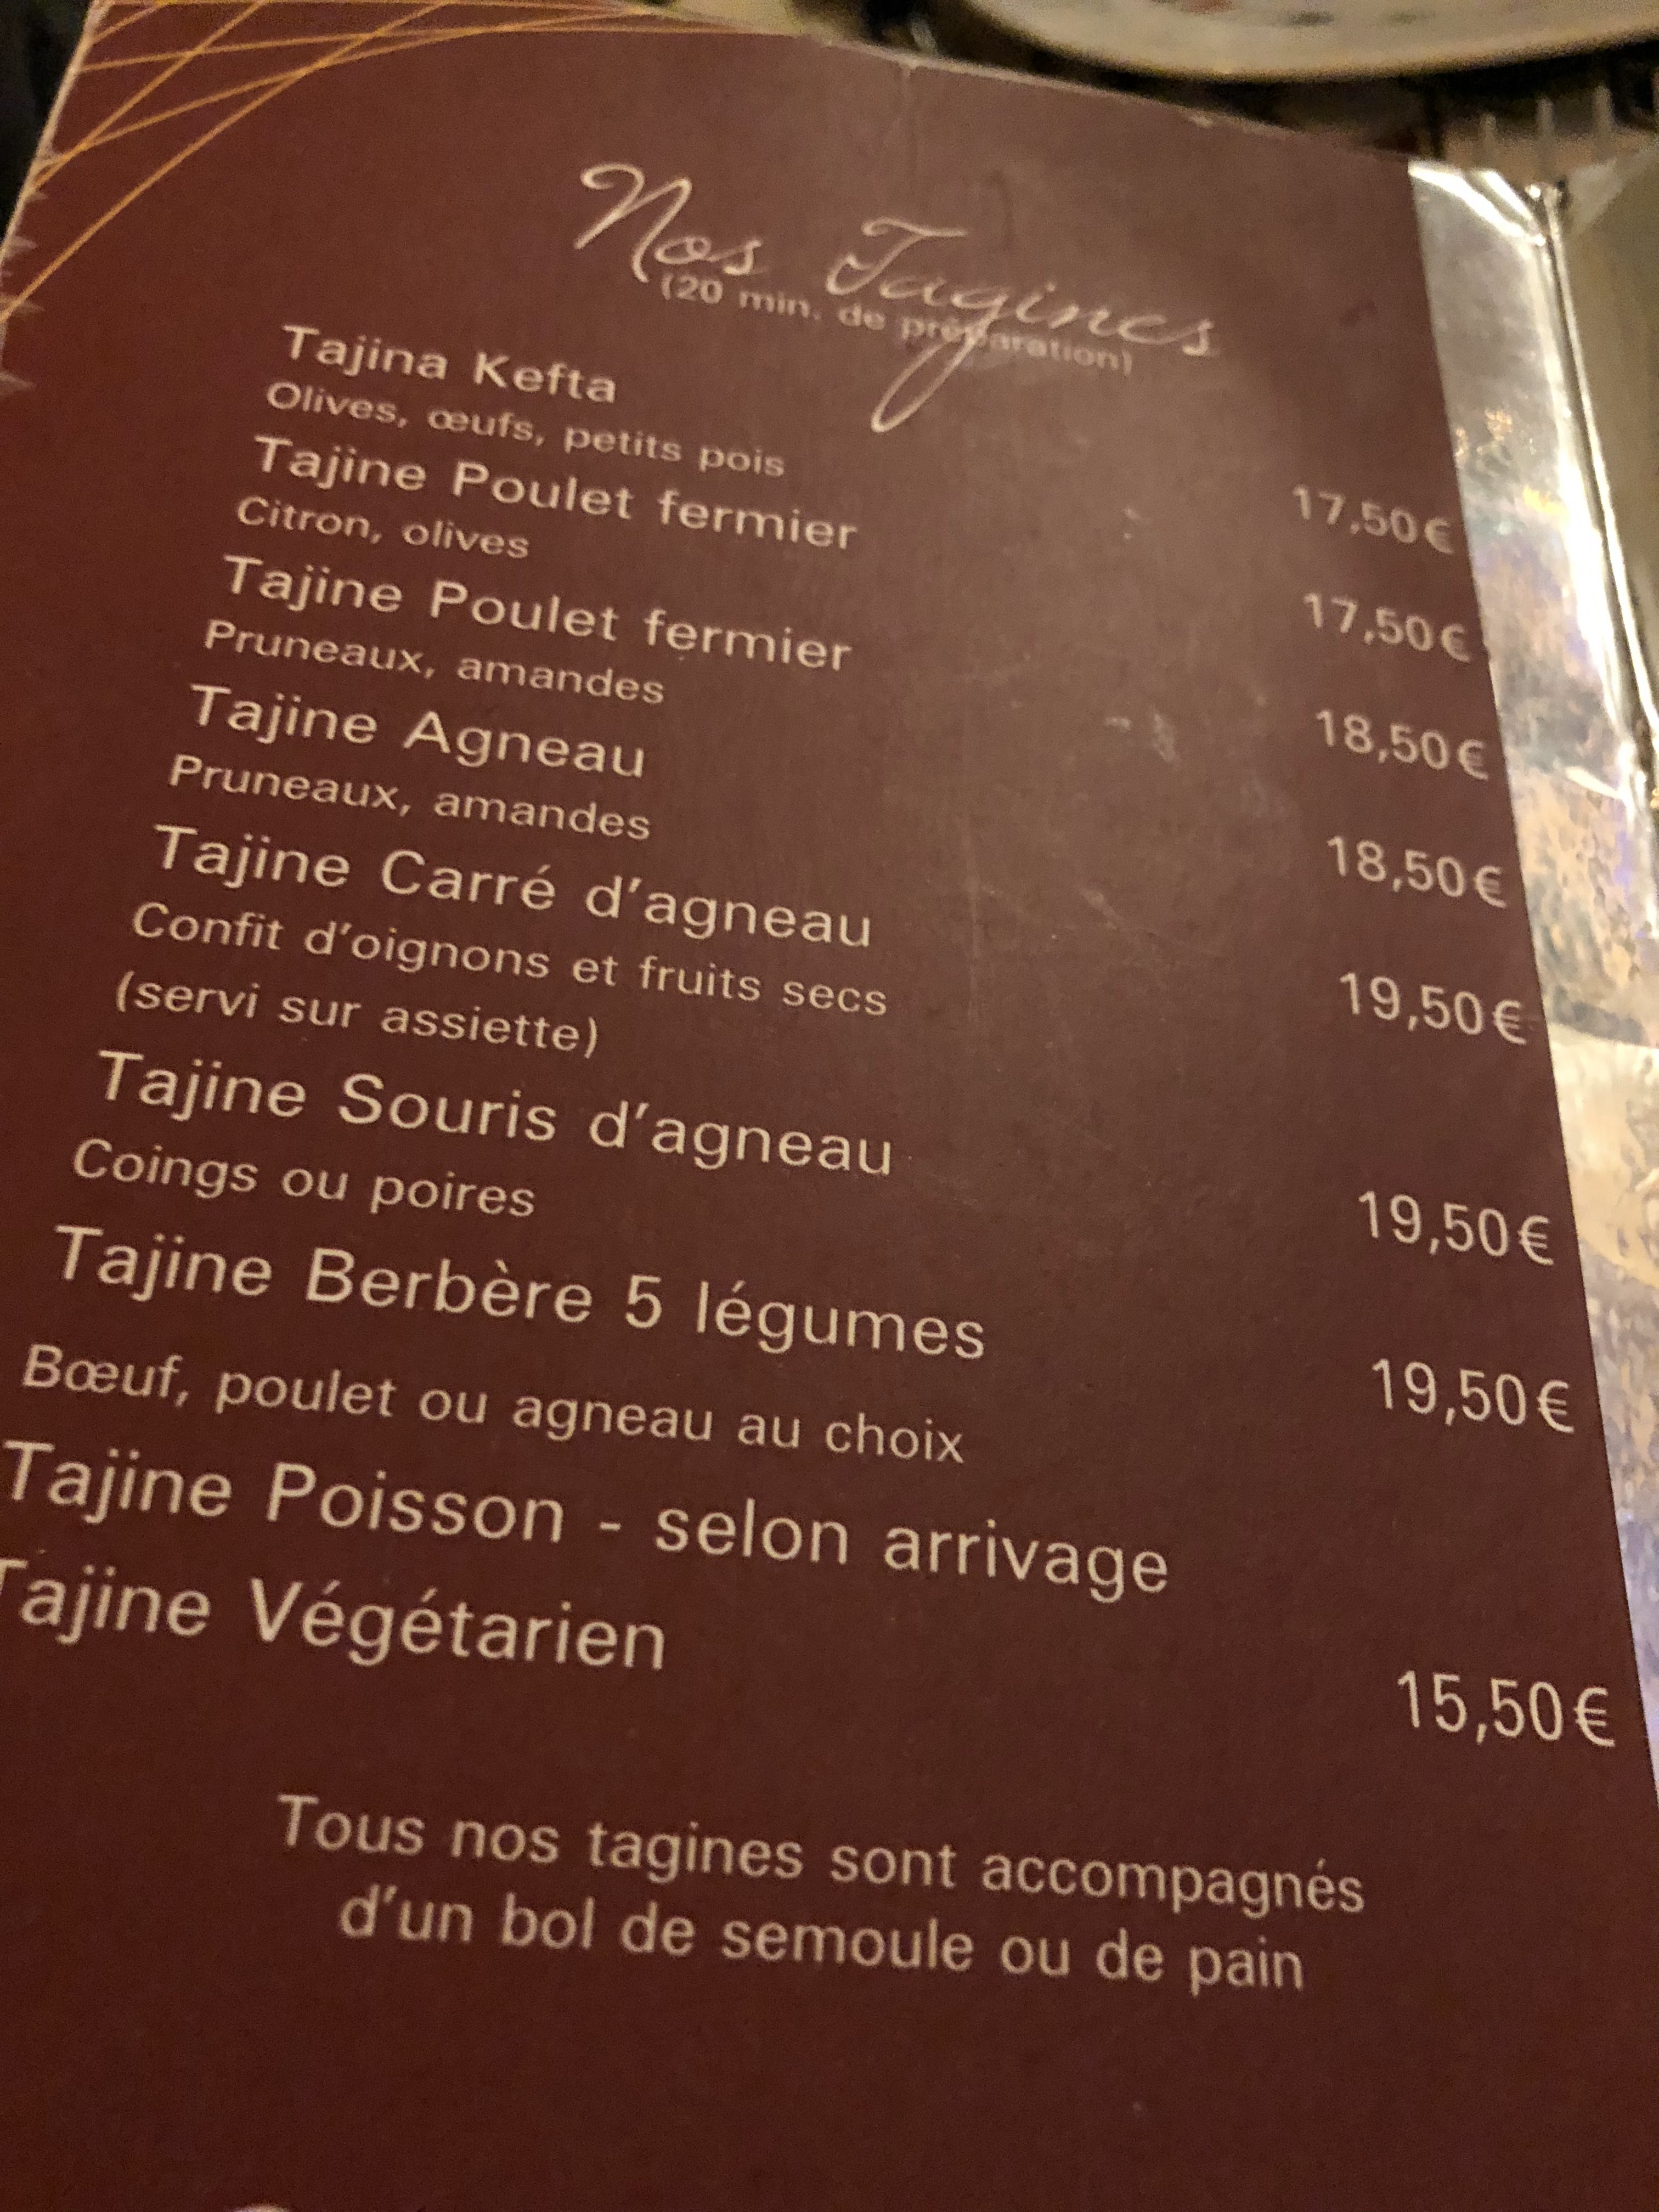 Nos Tagines
(20 min. de préparation)
Tajina Kefta 17,50€
Olives, œufs, petits pois
Tajine Poulet fermier 17,50€
Citron, olives
Tajine Poulet fermier 18,50€
Pruneaux, amandes
Tajine Agneau 18,50€
Pruneaux, amandes
Tajine Carré d'agneau 19,50€
Confit d'oignons et fruits secs
(servi sur assiette)
Tajine Souris d'agneau 19,50€
Coings ou poires
Tajine Berbère 5 légumes 19,50€
Bœuf, poulet ou agneau au choix
Tajine Poisson - selon arrivage
Tajine Végétarien 15,50€
Tous nos tagines sont accompagnés
d'un bol de semoule ou de pain